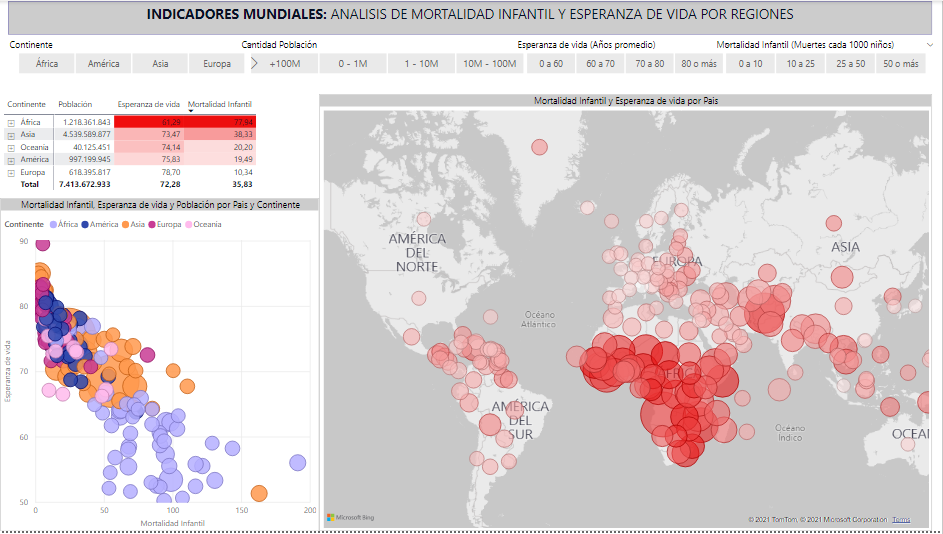 INDICADORES MUNDIALES: ANALISIS DE MORTALIDAD INFANTIL Y ESPERANZA DE VIDA POR REGIONES
Continente
Cantidad Población
Esperanza de vida (Años promedio)
Mortalidad Infantil (Muertes cada 1000 niños)
África América Asia Europa
+100M 0 - 1M 1 - 10M 10M - 100M
0 a 60 60 a 70 70 a 80 80 o más
0 a 10 10 a 25 25 a 50 50 o más
Continente Población Esperanza de vida Mortalidad Infantil
África 1.218.361.843 61,29 77,94
Asia 4.539.589.877 73,47 38,33
Oceanía 40.125.451 74,14 20,20
América 997.199.945 75,83 19,49
Europa 618.395.817 78,70 10,34
Total 7.413.672.933 72,28 35,83
Mortalidad Infantil, Esperanza de vida y Población por Pais y Continente
Continente África América Asia Europa Oceanía
90
80
70
60
50
Esperanza de vida
0 50 100 150 200
Mortalidad Infantil
Mortalidad Infantil y Esperanza de vida por Pais
AMÉRICA
DEL
NORTE
EUROPA
ASIA
Océano
Atlántico
AMÉRICA
DEL
SUR
Océano
Índico
OCEAN
Microsoft Bing
© 2021 TomTom, © 2021 Microsoft Corporation Terms